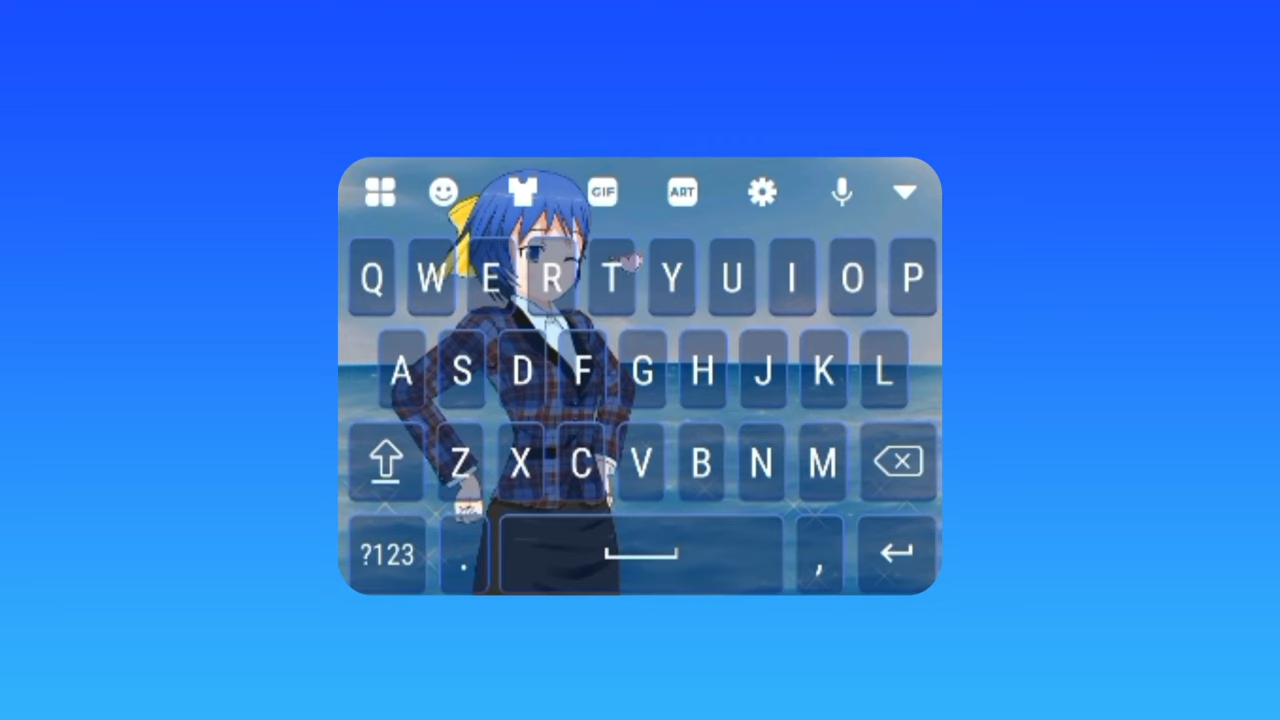 GIF ART
Q W E R T Y U I O P
A S D F G H J K L
Z X C V B N M
?123 . ,